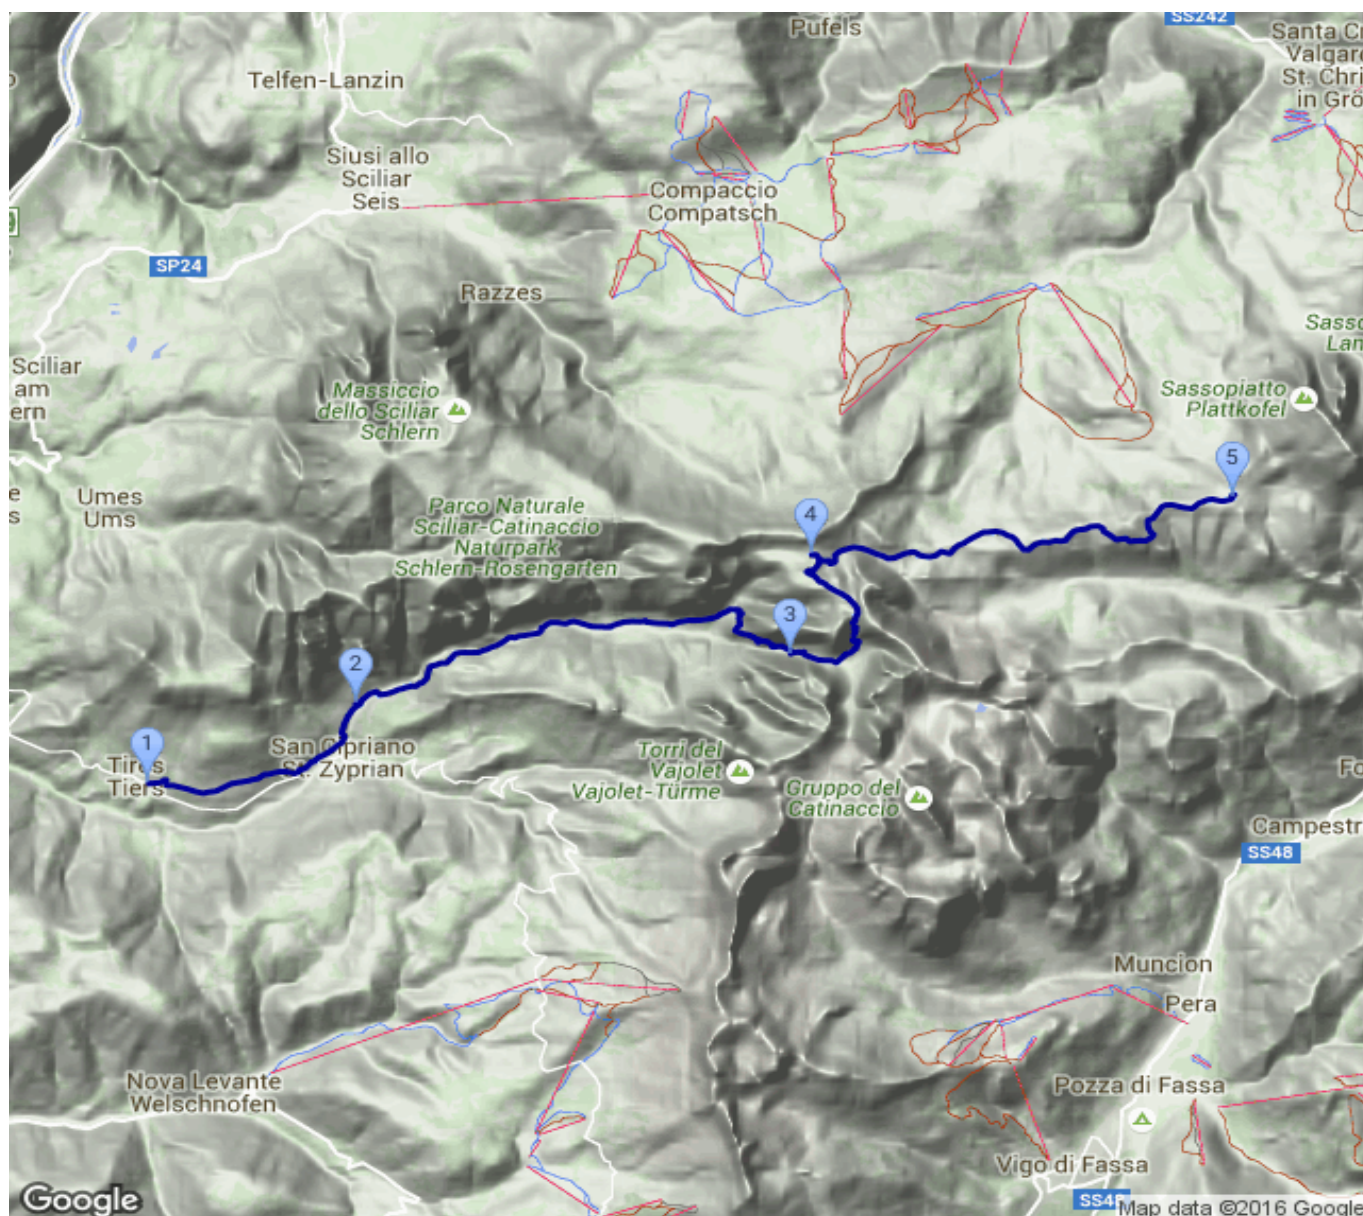 SS242
Pufels
Santa Cr
Valgar
St. Chri
in Grö
Telfen-Lanzin
Siusi allo
Sciliar
Seis
Compaccio
Compatsch
SP24
Razzes
Sasso
Lan
Sciliar
am
ern
Massiccio
dello Sciliar
Schlern
Sassopiatto
Plattkofel
5
Umes
Ums
Parco Naturale
Sciliar-Catinaccio
Naturpark
Schlern-Rosengarten
4
3
2
1
Tires
Tiers
San Cipriano
St. Zyprian
Torri del
Vajolet
Vajolet-Türme
Gruppo del
Catinaccio
Fo
Campestr
SS48
Muncion
Pera
Nova Levante
Welschnofen
Pozza di Fassa
Vigo di Fassa
SS48
Google
Map data ©2016 Google